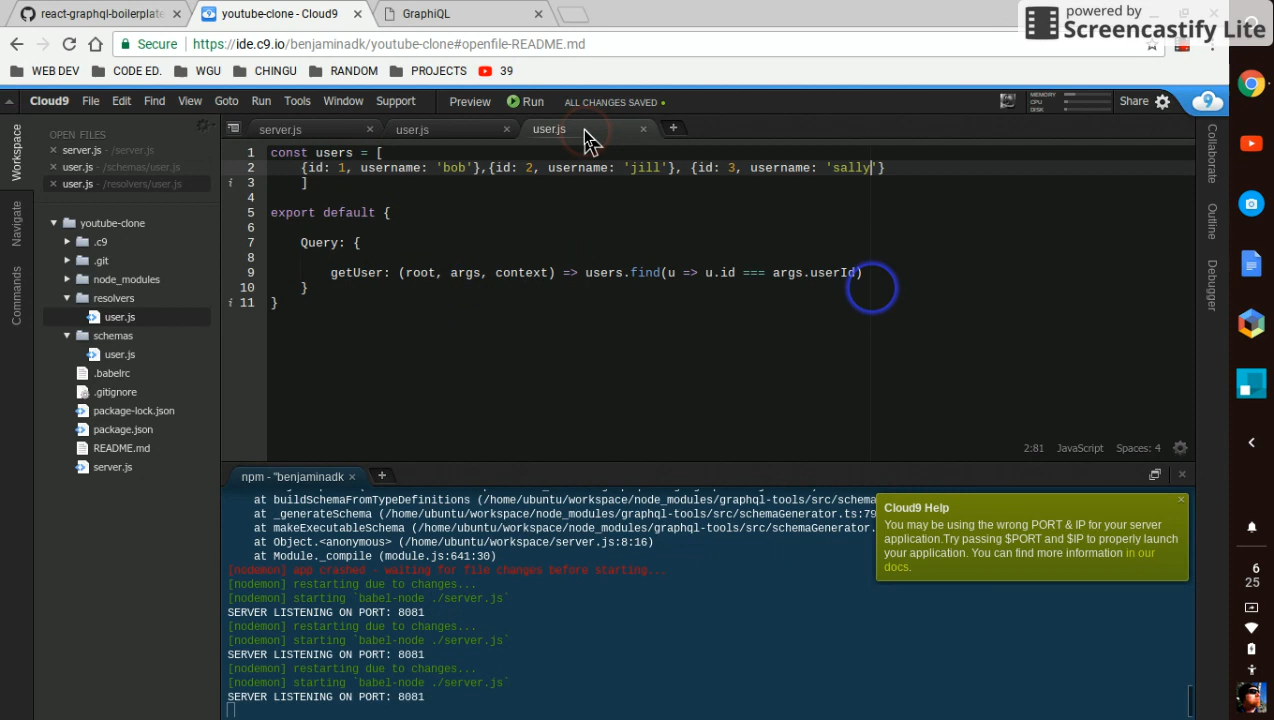 react-graphql-boilerplate
youtube-clone - Cloud9
GraphiQL
powered by
Screencastify Lite
Secure
https://ide.c9.io/benjaminadk/youtube-clone#openfile-README.md
WEB DEV
CODE ED.
WGU
CHINGU
RANDOM
PROJECTS
39
Cloud9 File Edit Find View Goto Run Tools Window Support
Preview
Run
ALL CHANGES SAVED
MEMORY
CPU
DISK
Share
Workspace
Navigate
Commands
OPEN FILES
server.js /server.js
user.js /schemas/user.js
user.js /resolvers/user.js
youtube-clone
.c9
.git
node_modules
resolvers
user.js
schemas
user.js
.babelrc
.gitignore
package-lock.json
package.json
README.md
server.js
server.js
user.js
user.js
1 const users = [
2 {id: 1, username: 'bob'},{id: 2, username: 'jill'}, {id: 3, username: 'sally'}
3 ]
4
5 export default {
6
7 Query: {
8
9 getUser: (root, args, context) => users.find(u => u.id === args.userId)
10 }
11 }
2:81 JavaScript Spaces: 4
Collaborate
Outline
Debugger
npm - "benjaminadk
at buildSchemaFromTypeDefinitions (/home/ubuntu/workspace/node_modules/graphql-tools/src/schema
at _generateSchema (/home/ubuntu/workspace/node_modules/graphql-tools/src/schemaGenerator.ts:79
at makeExecutableSchema (/home/ubuntu/workspace/node_modules/graphql-tools/src/schemaGenerator.
at Object.<anonymous> (/home/ubuntu/workspace/server.js:8:16)
at Module._compile (module.js:641:30)
[nodemon] app crashed - waiting for file changes before starting...
[nodemon] restarting due to changes...
[nodemon] starting `babel-node ./server.js`
SERVER LISTENING ON PORT: 8081
[nodemon] restarting due to changes...
[nodemon] starting `babel-node ./server.js`
SERVER LISTENING ON PORT: 8081
[nodemon] restarting due to changes...
[nodemon] starting `babel-node ./server.js`
SERVER LISTENING ON PORT: 8081
Cloud9 Help
You may be using the wrong PORT & IP for your server
application.Try passing $PORT and $IP to properly launch
your application. You can find more information in our
docs.
6
25